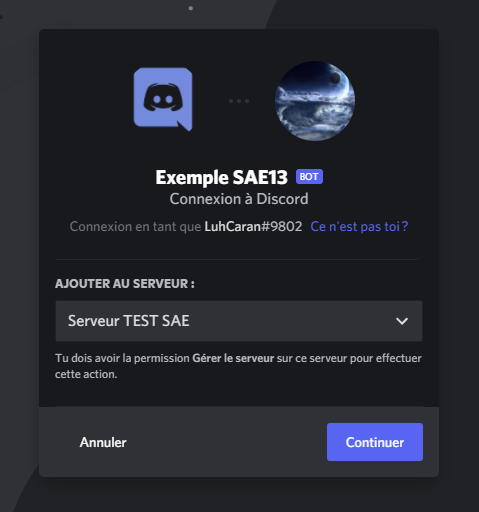 Exemple SAE13 BOT
Connexion à Discord
Connexion en tant que LuhCaran#9802 Ce n'est pas toi ?
AJOUTER AU SERVEUR :
Serveur TEST SAE
Tu dois avoir la permission Gérer le serveur sur ce serveur pour effectuer
cette action.
Annuler
Continuer